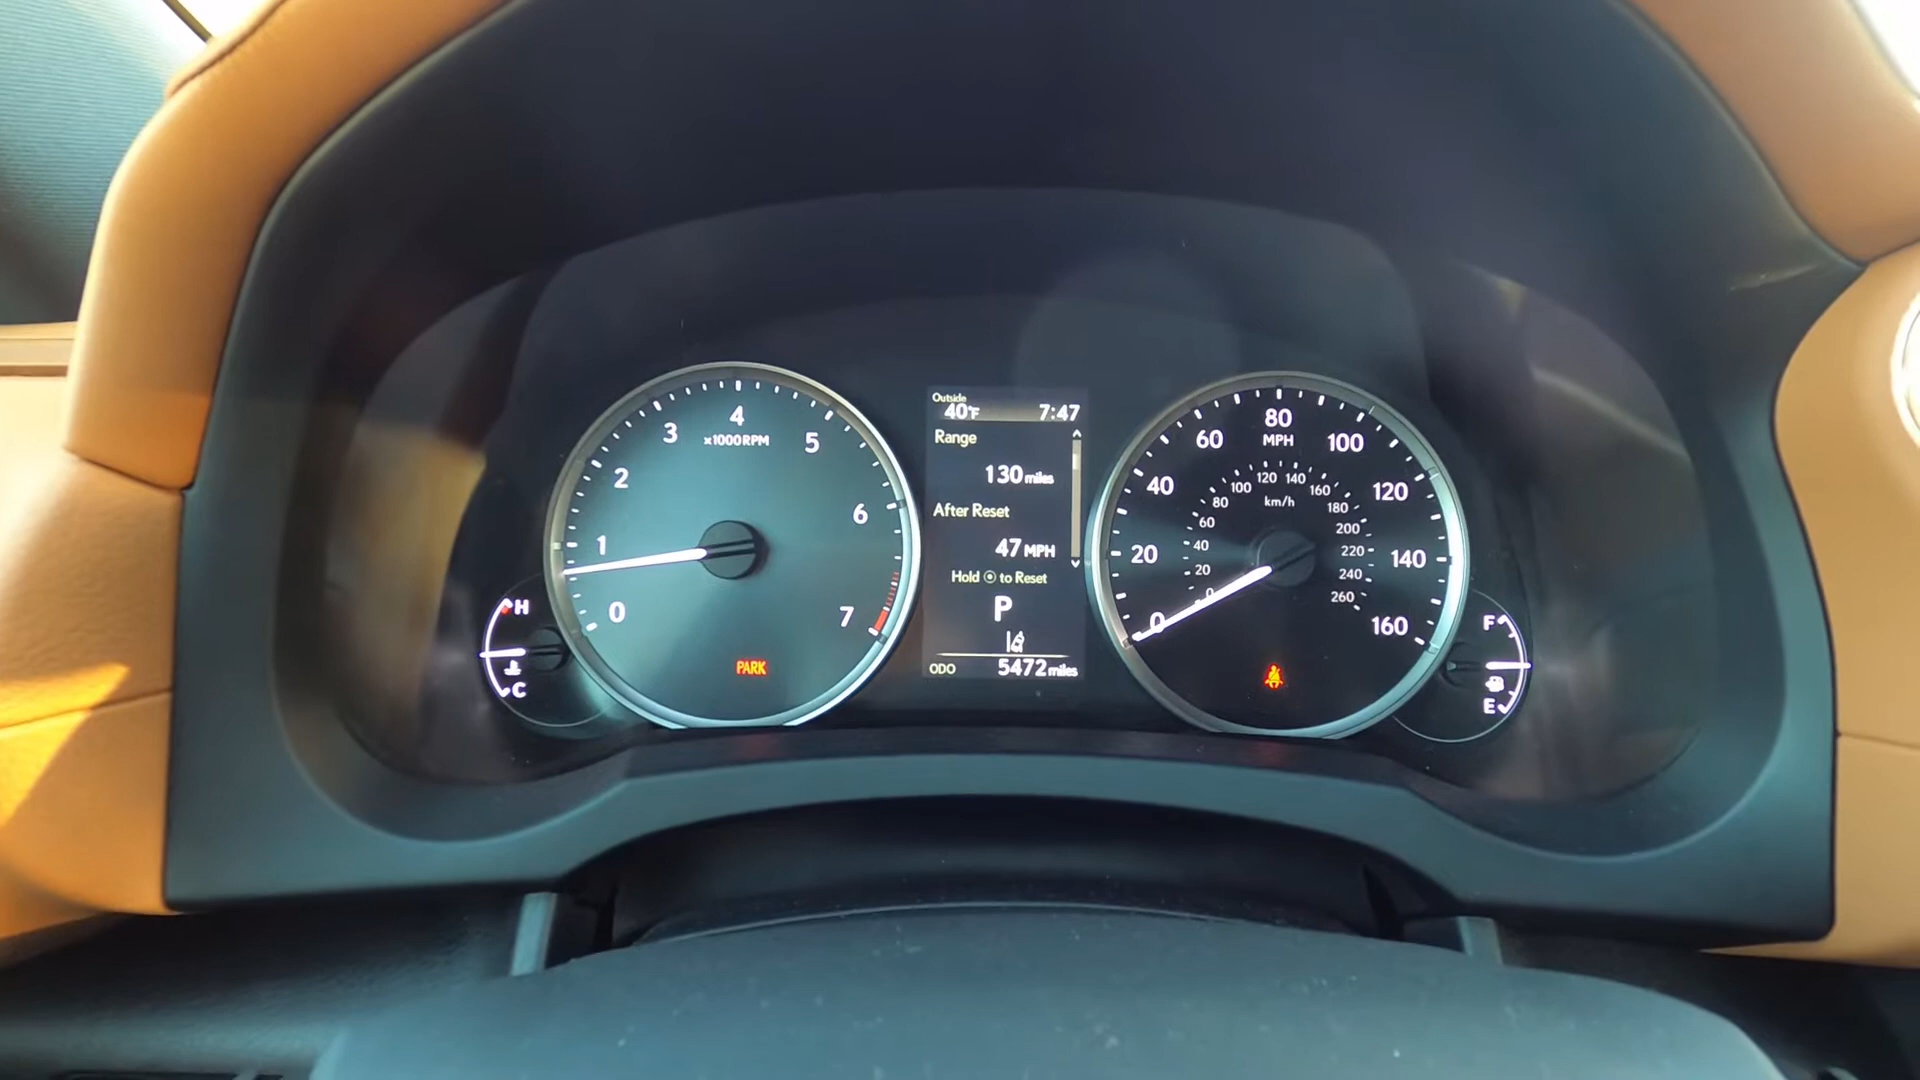 0
1
2
3
4
5
6
7
x1000RPM
PARK
H
C
Outside
40°F 7:47
Range
130 miles
After Reset
47 MPH
Hold to Reset
P
ODO 5472 miles
0
20
40
60
80
100
120
140
160
MPH
0
20
40
60
80
100
120
140
160
180
200
220
240
260
km/h
F
E